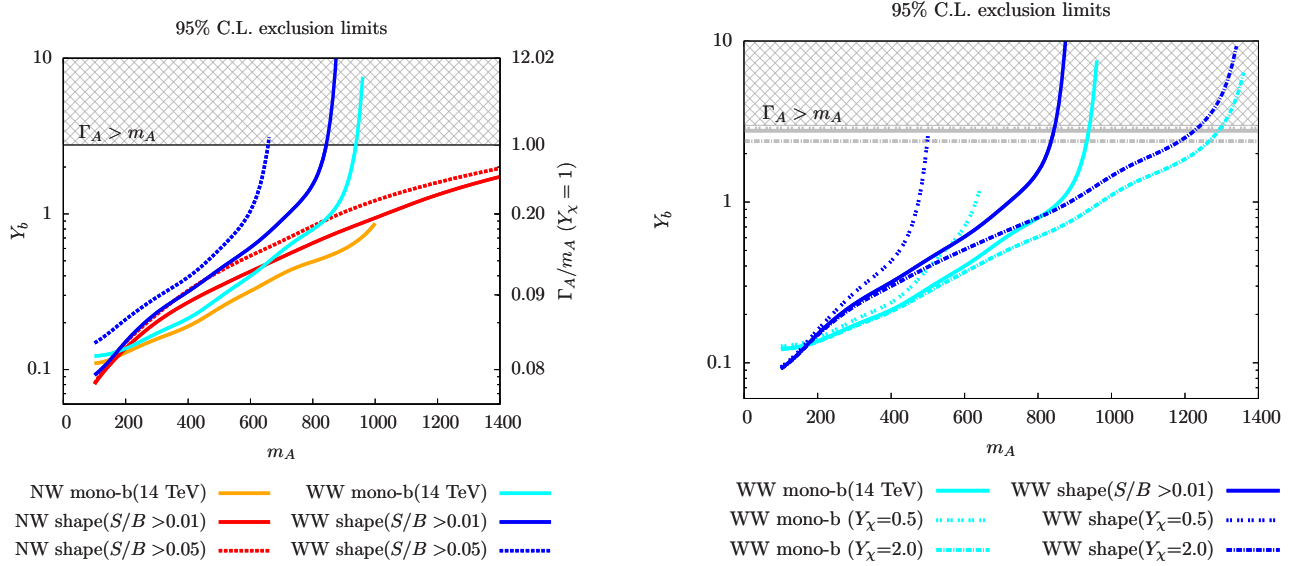 95% C.L. exclusion limits
10
1
0.1
Y_b
Γ_A > m_A
12.02
1.00
0.20
0.09
0.08
Γ_A/m_A (Y_χ = 1)
0 200 400 600 800 1000 1200 1400
m_A
NW mono-b(14 TeV) WW mono-b(14 TeV)
NW shape(S/B >0.01) WW shape(S/B >0.01)
NW shape(S/B >0.05) WW shape(S/B >0.05)
95% C.L. exclusion limits
10
1
0.1
Y_b
Γ_A > m_A
0 200 400 600 800 1000 1200 1400
m_A
WW mono-b(14 TeV) WW shape(S/B >0.01)
WW mono-b (Y_χ=0.5) WW shape(Y_χ=0.5)
WW mono-b (Y_χ=2.0) WW shape(Y_χ=2.0)